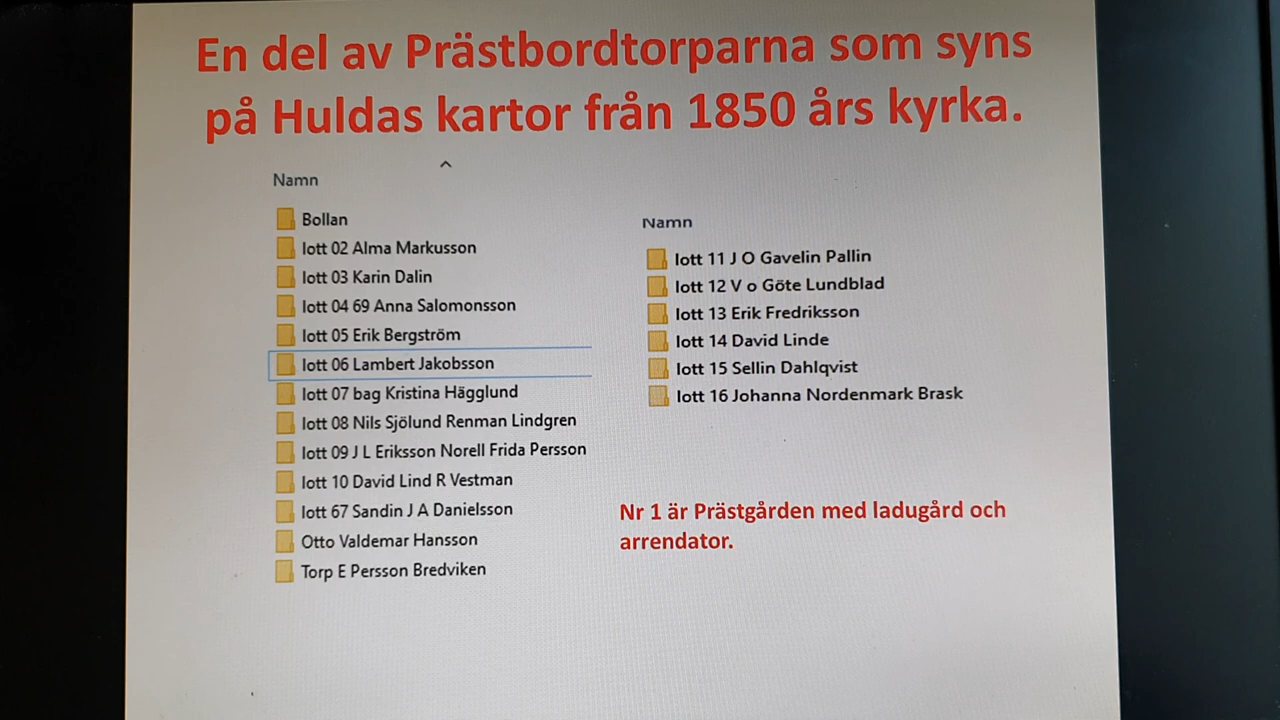 En del av Prästbordtorparna som syns
på Huldas kartor från 1850 års kyrka.
Namn
Bollan
lott 02 Alma Markusson
lott 03 Karin Dalin
lott 04 69 Anna Salomonsson
lott 05 Erik Bergström
lott 06 Lambert Jakobsson
lott 07 bag Kristina Hägglund
lott 08 Nils Sjölund Renman Lindgren
lott 09 J L Eriksson Norell Frida Persson
lott 10 David Lind R Vestman
lott 67 Sandin J A Danielsson
Otto Valdemar Hansson
Torp E Persson Bredviken
Namn
lott 11 J O Gavelin Pallin
lott 12 V o Göte Lundblad
lott 13 Erik Fredriksson
lott 14 David Linde
lott 15 Sellin Dahlqvist
lott 16 Johanna Nordenmark Brask
Nr 1 är Prästgården med ladugård och
arrendator.